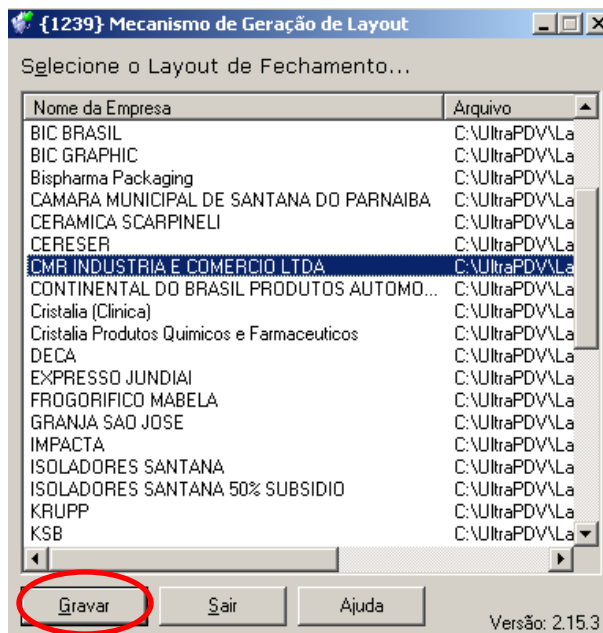 {1239} Mecanismo de Geração de Layout
Selecione o Layout de Fechamento...
Nome da Empresa Arquivo
BIC BRASIL C:\UltraPDV\La
BIC GRAPHIC C:\UltraPDV\La
Bispharma Packaging C:\UltraPDV\La
CAMARA MUNICIPAL DE SANTANA DO PARNAIBA C:\UltraPDV\La
CERAMICA SCARPINELI C:\UltraPDV\La
CERESER C:\UltraPDV\La
CMR INDUSTRIA E COMERCIO LTDA C:\UltraPDV\La
CONTINENTAL DO BRASIL PRODUTOS AUTOMO... C:\UltraPDV\La
Cristalia (Clinica) C:\UltraPDV\La
Cristalia Produtos Quimicos e Farmaceuticos C:\UltraPDV\La
DECA C:\UltraPDV\La
EXPRESSO JUNDIAI C:\UltraPDV\La
FROGORIFICO MABELA C:\UltraPDV\La
GRANJA SAO JOSE C:\UltraPDV\La
IMPACTA C:\UltraPDV\La
ISOLADORES SANTANA C:\UltraPDV\La
ISOLADORES SANTANA 50% SUBSIDIO C:\UltraPDV\La
KRUPP C:\UltraPDV\La
KSB C:\UltraPDV\La
Gravar Sair Ajuda
Versão: 2.15.3